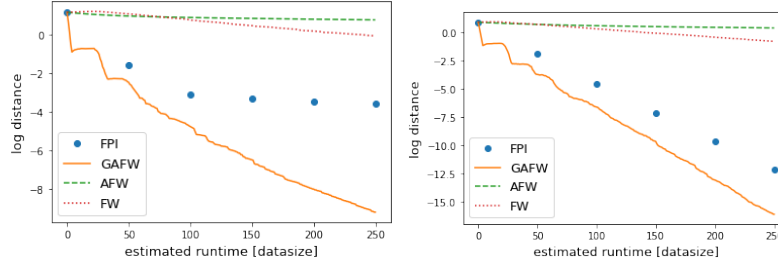 0
−2
−4
−6
−8
log distance
FPI
GAFW
AFW
FW
0 50 100 150 200 250
estimated runtime [datasize]
0.0
−2.5
−5.0
−7.5
−10.0
−12.5
−15.0
log distance
FPI
GAFW
AFW
FW
0 50 100 150 200 250
estimated runtime [datasize]